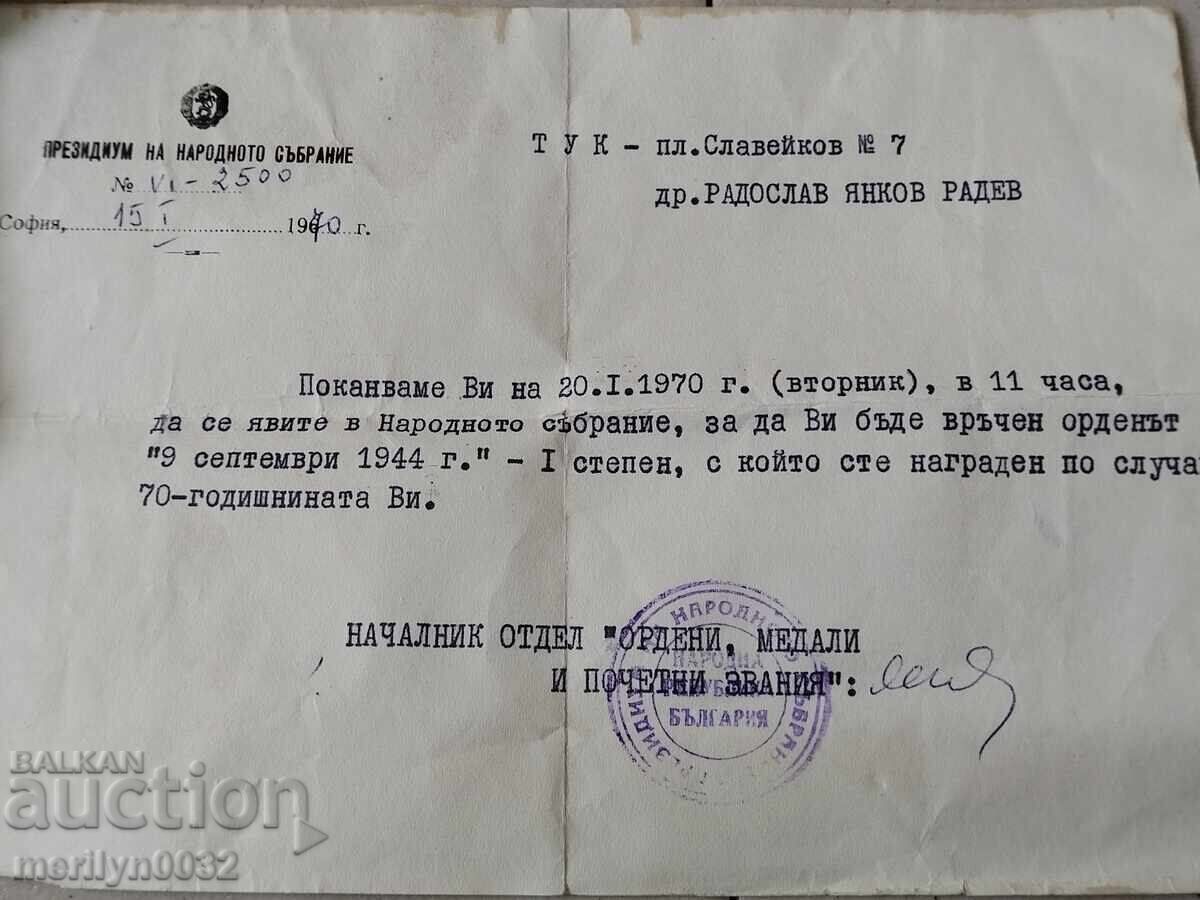 ПРЕЗИДИУМ НА НАРОДНОТО СЪБРАНИЕ
№ VI - 2500
София, 15 I 1970 г.
Т У К - пл.Славейков № 7
др.РАДОСЛАВ ЯНКОВ РАДЕВ
Поканваме Ви на 20.I.1970 г. (вторник), в 11 часа,
да се явите в Народното събрание, за да Ви бъде връчен орденът
"9 септември 1944 г." - I степен, с който сте награден по случа
70-годишнината Ви.
НАЧАЛНИК ОТДЕЛ "ОРДЕНИ, МЕДАЛИ
И ПОЧЕТНИ ЗВАНИЯ":
НАРОДНА
РЕПУБЛИКА
БЪЛГАРИЯ
BALKAN
auction
merilyn0032